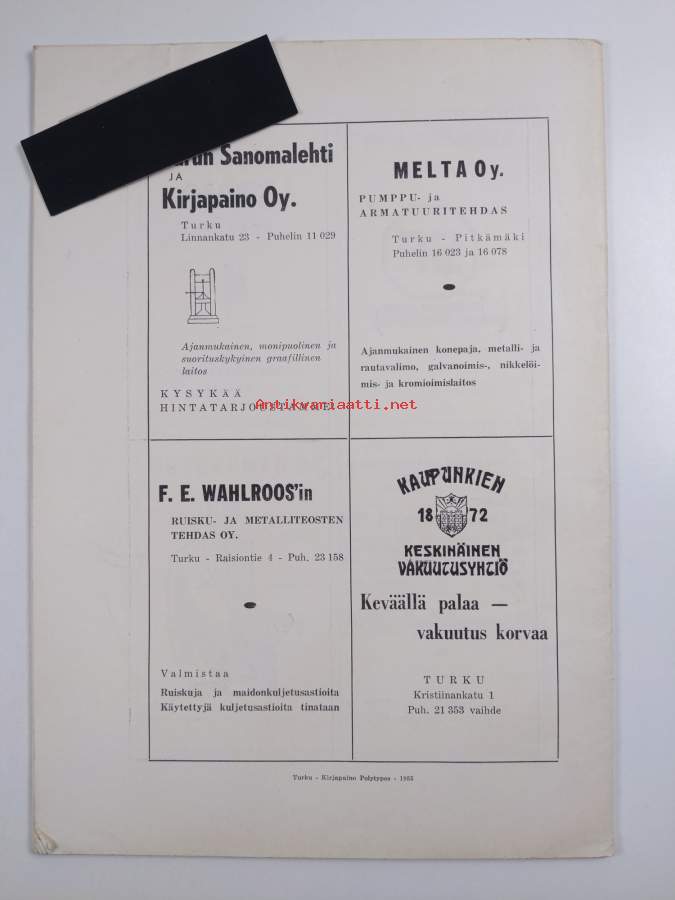 Sanomalehti
JA
Kirjapaino Oy.
Turku
Linnankatu 23 - Puhelin 11 029
Ajanmukainen, monipuolinen ja
suorituskykyinen graafillinen
laitos
KYSYKÄÄ
MELTA Oy.
PUMPPU- ja
ARMATUURITEHDAS
Turku - Pitkämäki
Puhelin 16 023 ja 16 078
Ajanmukainen konepaja, metalli- ja
rautavalimo, galvanoimis-, nikkelöi-
mis- ja kromioimislaitos
Antikvariaatti.net
F. E. WAHLROOS'in
RUISKU- JA METALLITEOSTEN
TEHDAS OY.
Turku - Raisiontie 4 - Puh. 23 158
Valmistaa
Ruiskuja ja maidonkuljetusastioita
Käytettyjä kuljetusastioita tinataan
KAUPUNKIEN
1872
KESKINÄINEN
VAKUUTUSYHTIÖ
Keväällä palaa —
vakuutus korvaa
TURKU
Kristiinankatu 1
Puh. 21 353 vaihde
Turku - Kirjapaino Polytypos - 1955